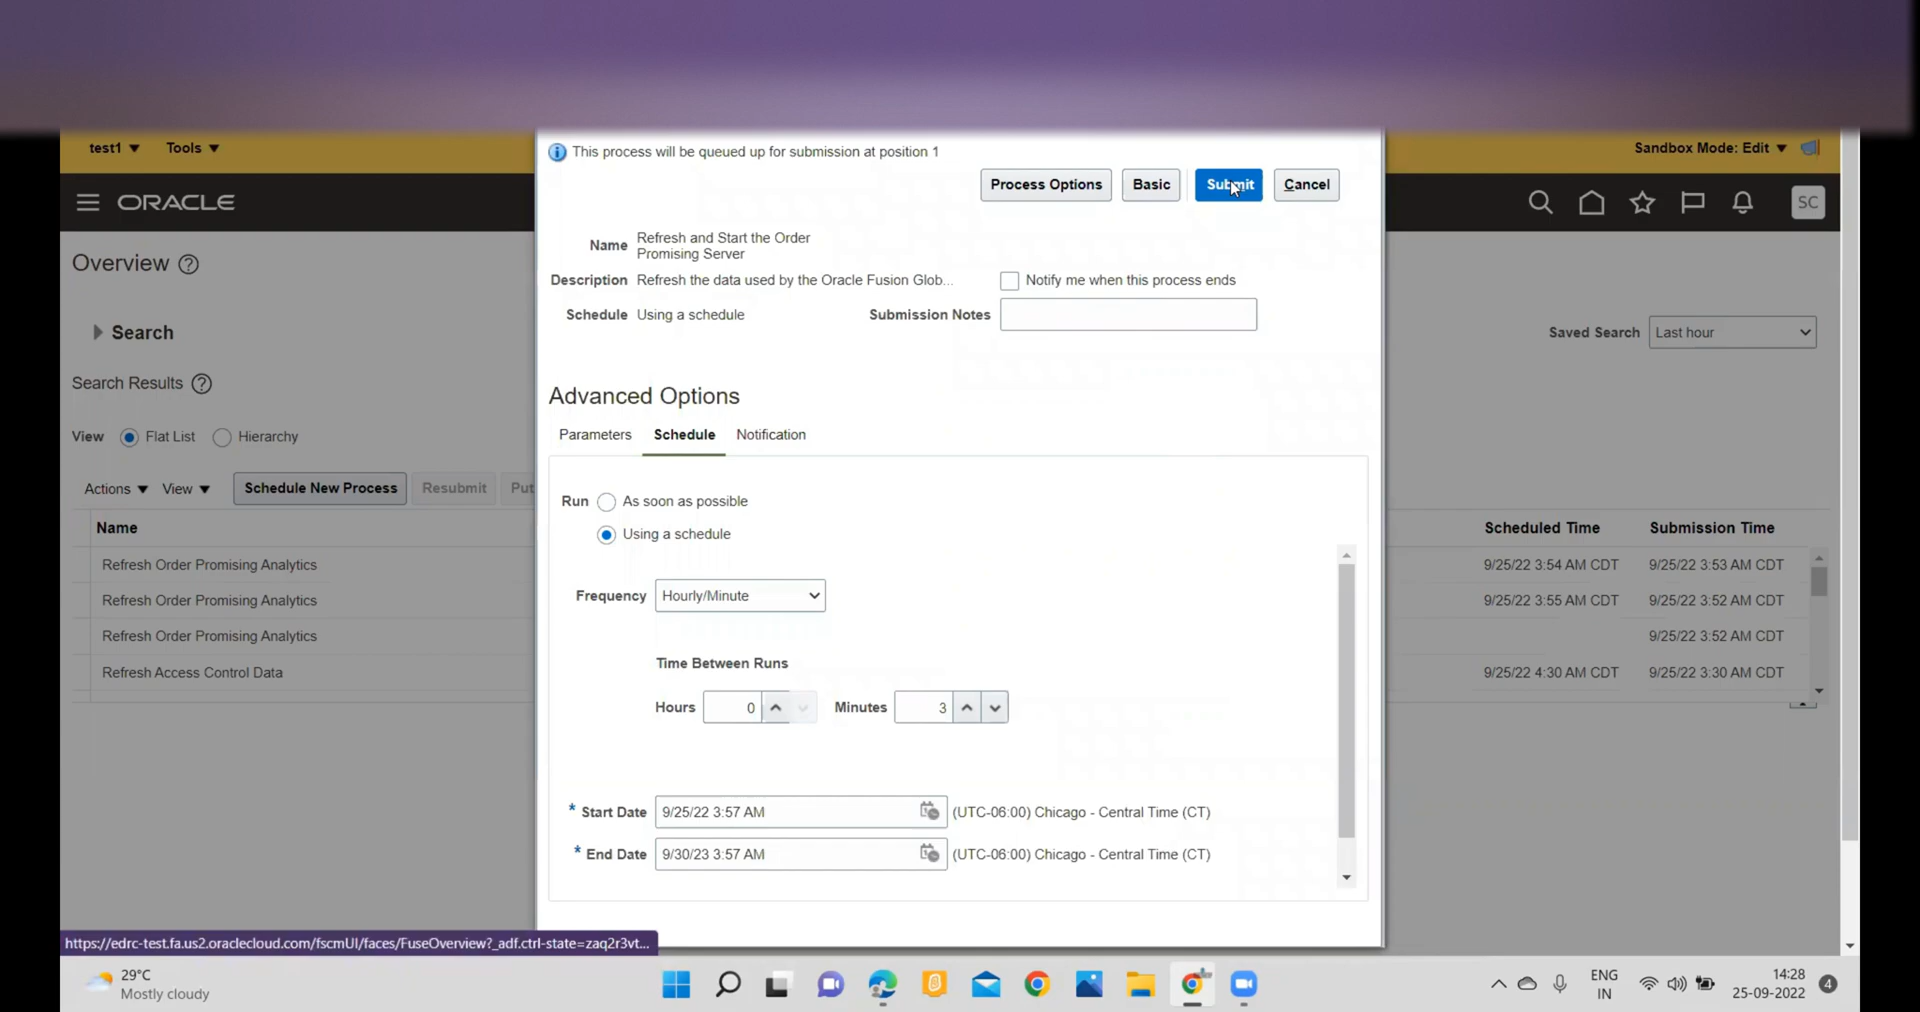 This process will be queued up for submission at position 1
test1 Tools Sandbox Mode: Edit
Process Options Basic Submit Cancel
ORACLE SC
Name Refresh and Start the Order
Promising Server
Overview
Description Refresh the data used by the Oracle Fusion Glob... Notify me when this process ends
Schedule Using a schedule Submission Notes
Search Saved Search Last hour
Search Results
Advanced Options
View Flat List Hierarchy Parameters Schedule Notification
Actions View Schedule New Process Resubmit Put
Run As soon as possible
Name Scheduled Time Submission Time
Using a schedule
Refresh Order Promising Analytics 9/25/22 3:54 AM CDT 9/25/22 3:53 AM CDT
Refresh Order Promising Analytics Frequency Hourly/Minute 9/25/22 3:55 AM CDT 9/25/22 3:52 AM CDT
Refresh Order Promising Analytics 9/25/22 3:52 AM CDT
Time Between Runs
Refresh Access Control Data 9/25/22 4:30 AM CDT 9/25/22 3:30 AM CDT
Hours 0 Minutes 3
* Start Date 9/25/22 3:57 AM (UTC-06:00) Chicago - Central Time (CT)
* End Date 9/30/23 3:57 AM (UTC-06:00) Chicago - Central Time (CT)
https://edrc-test.fa.us2.oraclecloud.com/fscmUI/faces/FuseOverview?_adf.ctrl-state=zaq2r3vt...
29°C
Mostly cloudy
ENG
IN
14:28
25-09-2022
4